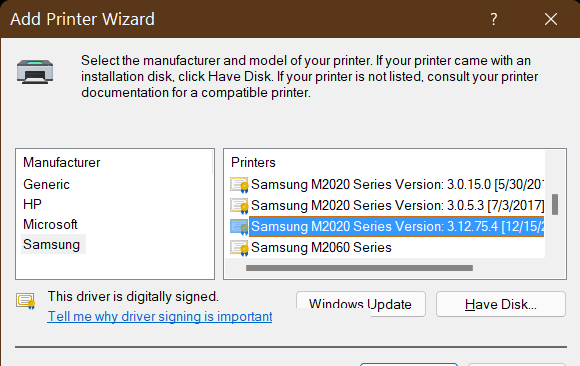 Add Printer Wizard
Select the manufacturer and model of your printer. If your printer came with an
installation disk, click Have Disk. If your printer is not listed, consult your printer
documentation for a compatible printer.
Manufacturer
Generic
HP
Microsoft
Samsung
Printers
Samsung M2020 Series Version: 3.0.15.0 [5/30/201
Samsung M2020 Series Version: 3.0.5.3 [7/3/2017]
Samsung M2020 Series Version: 3.12.75.4 [12/15/2
Samsung M2060 Series
This driver is digitally signed.
Tell me why driver signing is important
Windows Update
Have Disk...